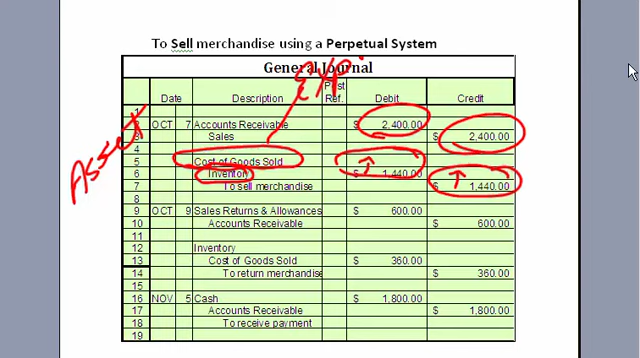 To Sell merchandise using a Perpetual System
General Journal
Exp.
Asset
Date Description Post Ref. Debit Credit
1
2 OCT 7 Accounts Receivable $ 2,400.00
3 Sales $ 2,400.00
4
5 Cost of Goods Sold $ 1,440.00
6 Inventory $ 1,440.00
7 To sell merchandise
8
9 OCT 9 Sales Returns & Allowances $ 600.00
10 Accounts Receivable $ 600.00
11
12 Inventory $ 360.00
13 Cost of Goods Sold $ 360.00
14 To return merchandise
15
16 NOV 5 Cash $ 1,800.00
17 Accounts Receivable $ 1,800.00
18 To receive payment
19